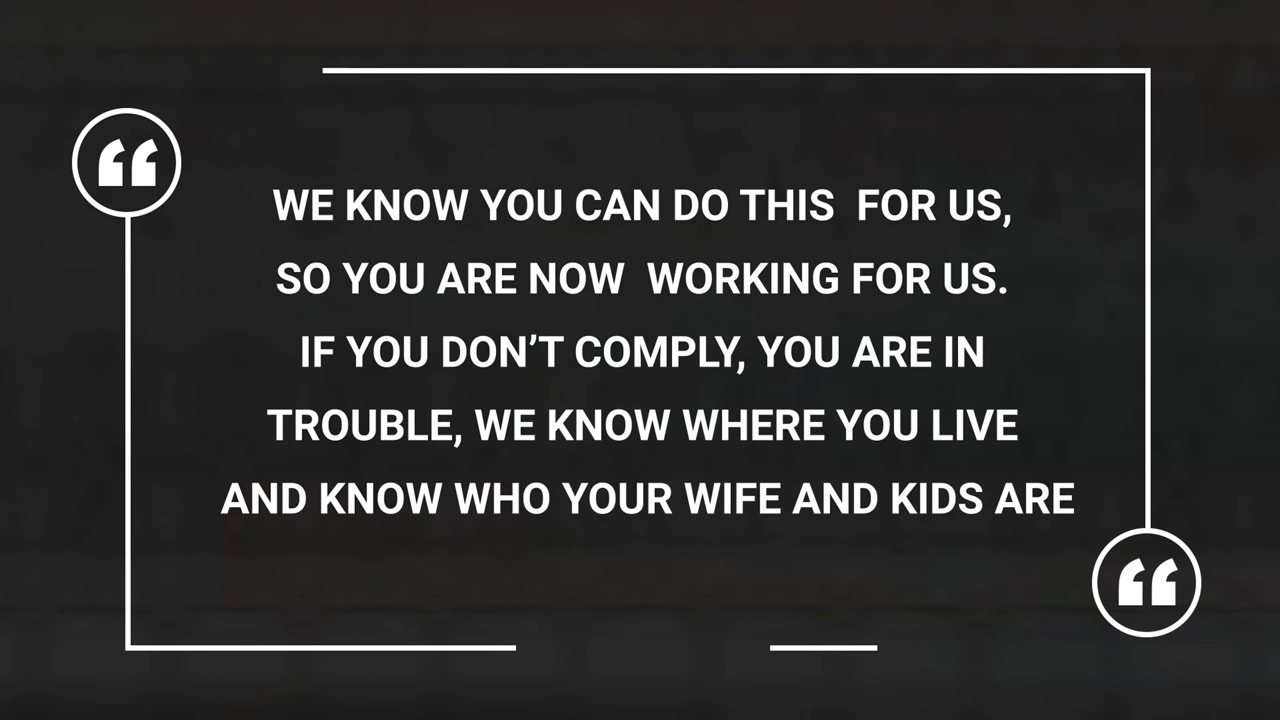 WE KNOW YOU CAN DO THIS  FOR US,
SO YOU ARE NOW  WORKING FOR US.
IF YOU DON’T COMPLY, YOU ARE IN
TROUBLE, WE KNOW WHERE YOU LIVE
AND KNOW WHO YOUR WIFE AND KIDS ARE